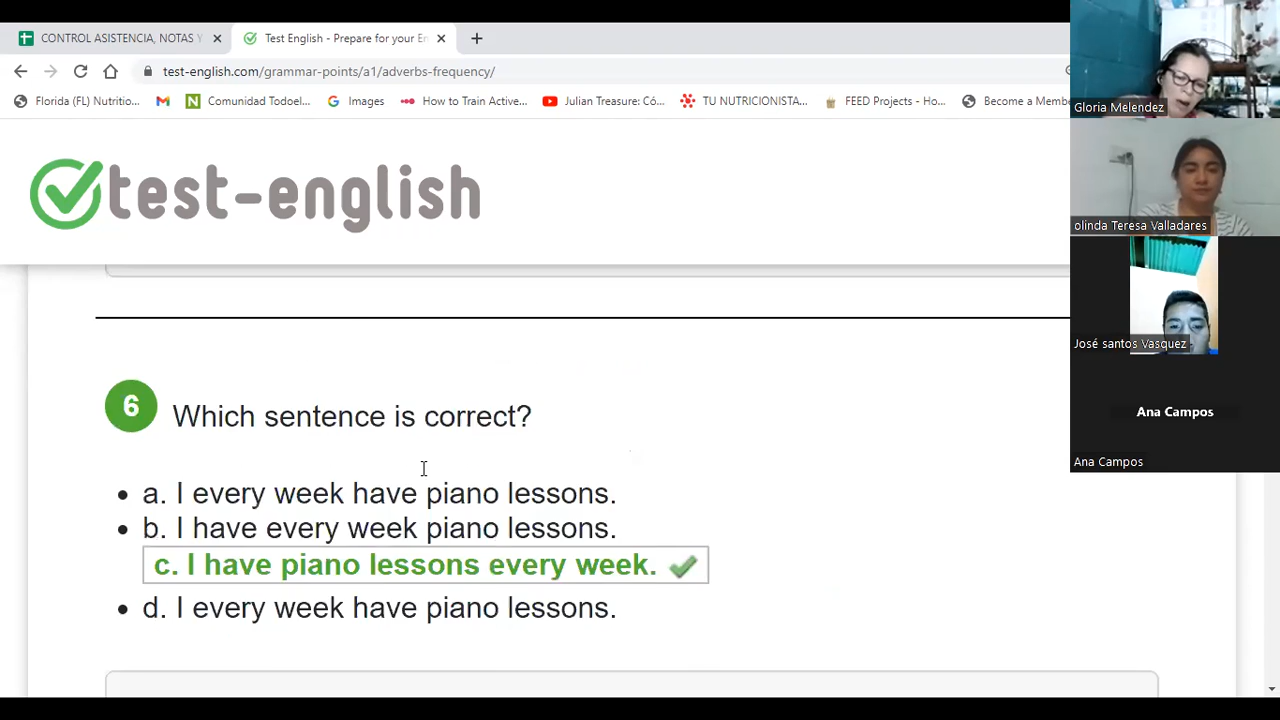 CONTROL ASISTENCIA, NOTAS Y
Test English - Prepare for your En
test-english.com/grammar-points/a1/adverbs-frequency/
Florida (FL) Nutritio...
Comunidad Todoel...
Images
How to Train Active...
Julian Treasure: Có...
TU NUTRICIONISTA...
FEED Projects - Ho...
Become a Membe
test-english
6 Which sentence is correct?
• a. I every week have piano lessons.
• b. I have every week piano lessons.
c. I have piano lessons every week.
• d. I every week have piano lessons.
Gloria Melendez
olinda Teresa Valladares
José santos Vasquez
Ana Campos
Ana Campos